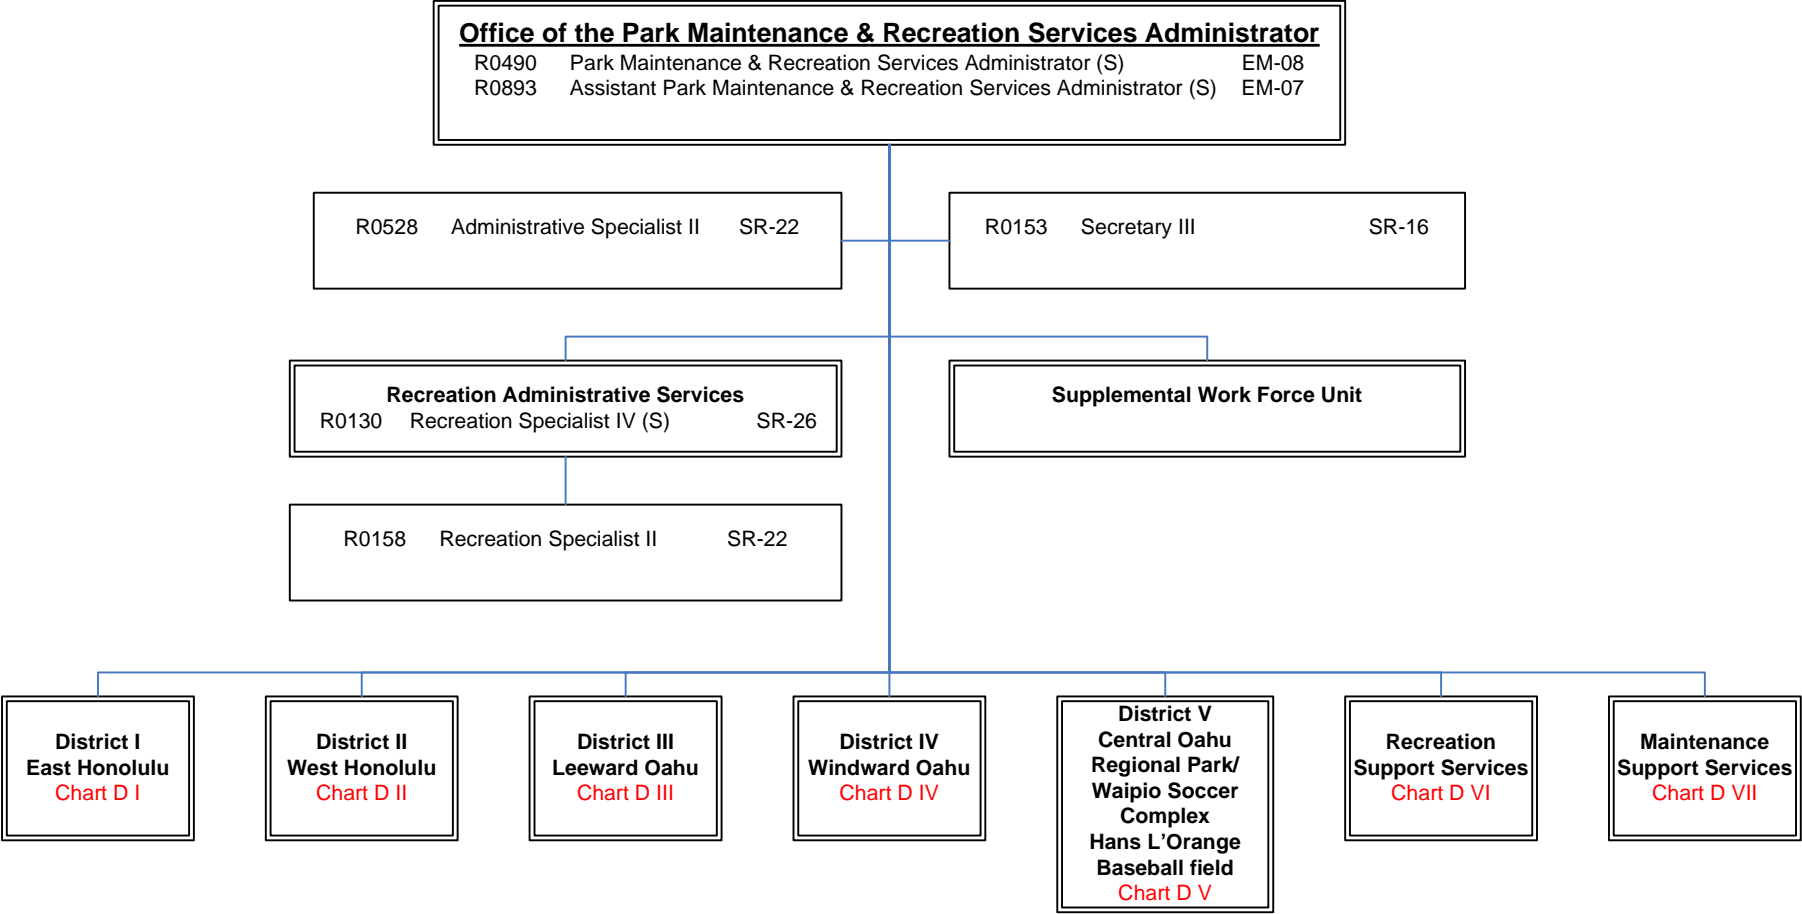 Office of the Park Maintenance & Recreation Services Administrator
R0490 Park Maintenance & Recreation Services Administrator (S) EM-08
R0893 Assistant Park Maintenance & Recreation Services Administrator (S) EM-07
R0528 Administrative Specialist II SR-22
R0153 Secretary III SR-16
Recreation Administrative Services
R0130 Recreation Specialist IV (S) SR-26
Supplemental Work Force Unit
R0158 Recreation Specialist II SR-22
District I
East Honolulu
Chart D I
District II
West Honolulu
Chart D II
District III
Leeward Oahu
Chart D III
District IV
Windward Oahu
Chart D IV
District V
Central Oahu
Regional Park/
Waipio Soccer
Complex
Hans L’Orange
Baseball field
Chart D V
Recreation
Support Services
Chart D VI
Maintenance
Support Services
Chart D VII